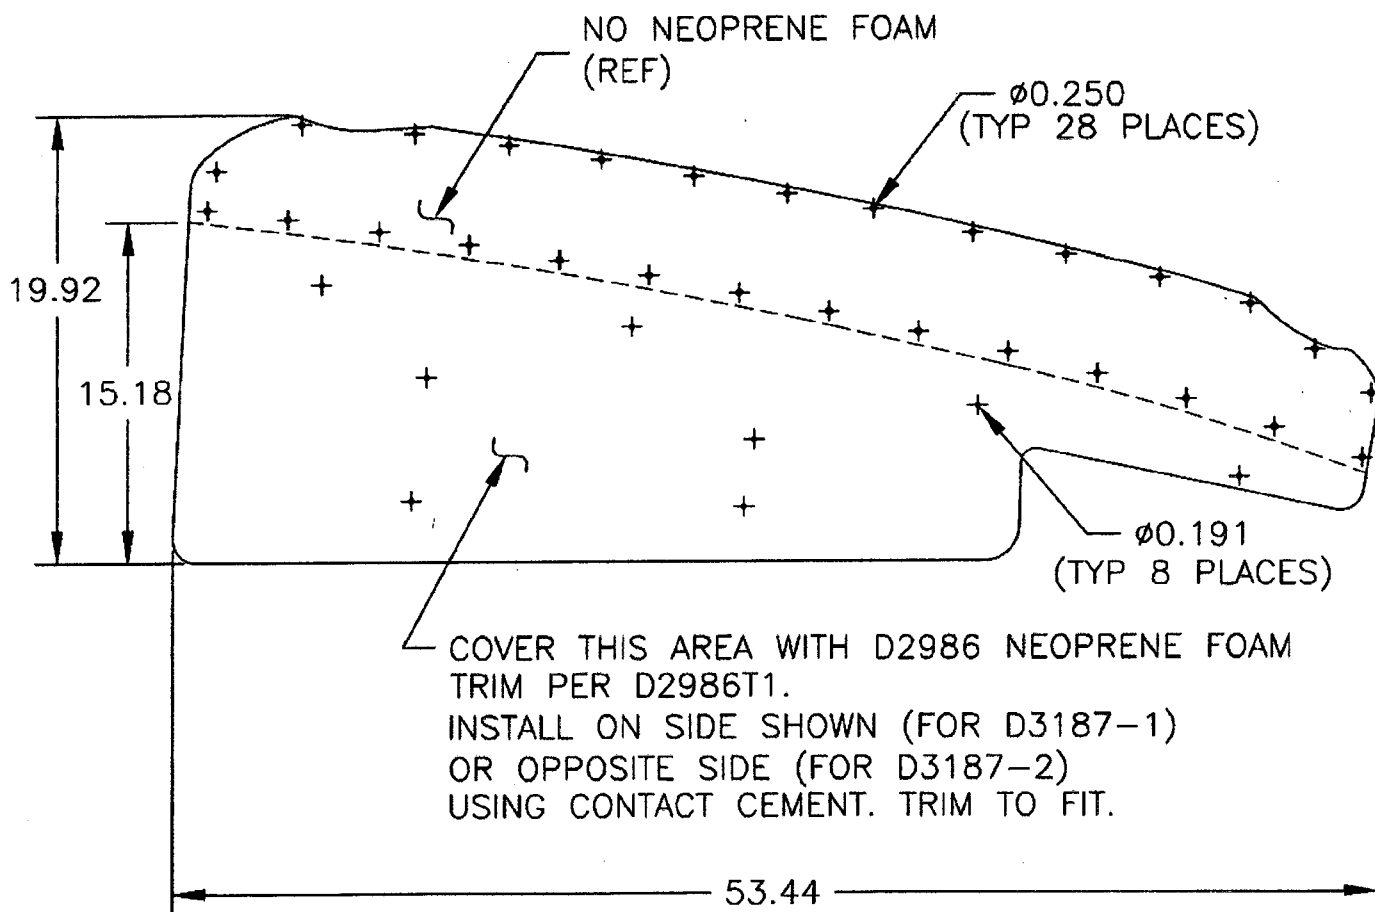 NO NEOPRENE FOAM
(REF)
ø0.250
(TYP 28 PLACES)
19.92
15.18
ø0.191
(TYP 8 PLACES)
COVER THIS AREA WITH D2986 NEOPRENE FOAM
TRIM PER D2986T1.
INSTALL ON SIDE SHOWN (FOR D3187-1)
OR OPPOSITE SIDE (FOR D3187-2)
USING CONTACT CEMENT. TRIM TO FIT.
53.44